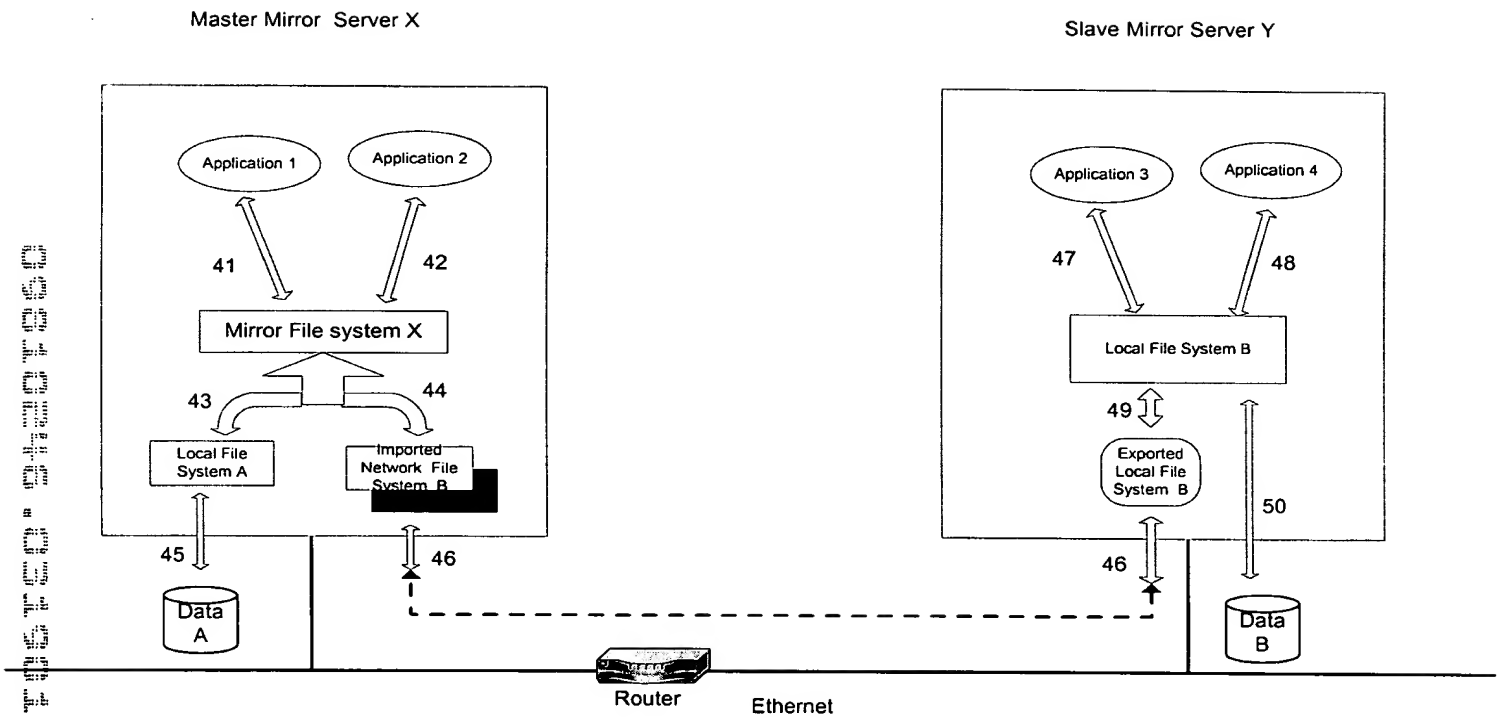 Master Mirror Server X
Slave Mirror Server Y
Application 1
Application 2
Application 3
Application 4
41
42
47
48
Mirror File system X
Local File System B
43
44
49
Local File
System A
Imported
Network File
System B
Exported
Local File
System B
50
45
46
46
Data
A
Data
B
Router
Ethernet